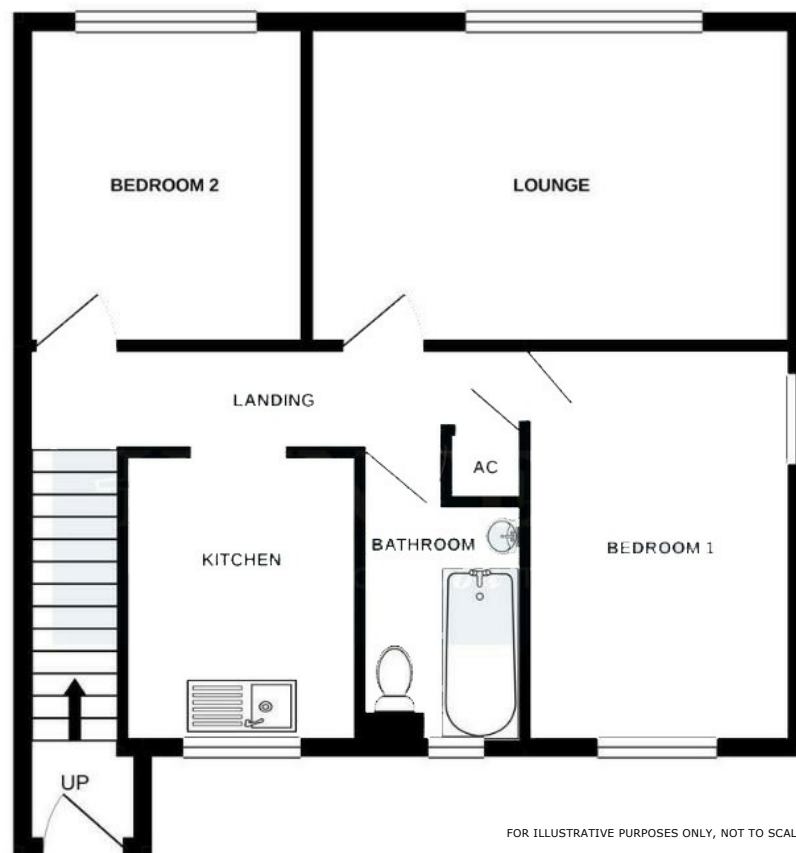 BEDROOM 2
LOUNGE
LANDING
AC
BATHROOM
KITCHEN
BEDROOM 1
UP
FOR ILLUSTRATIVE PURPOSES ONLY, NOT TO SCAL